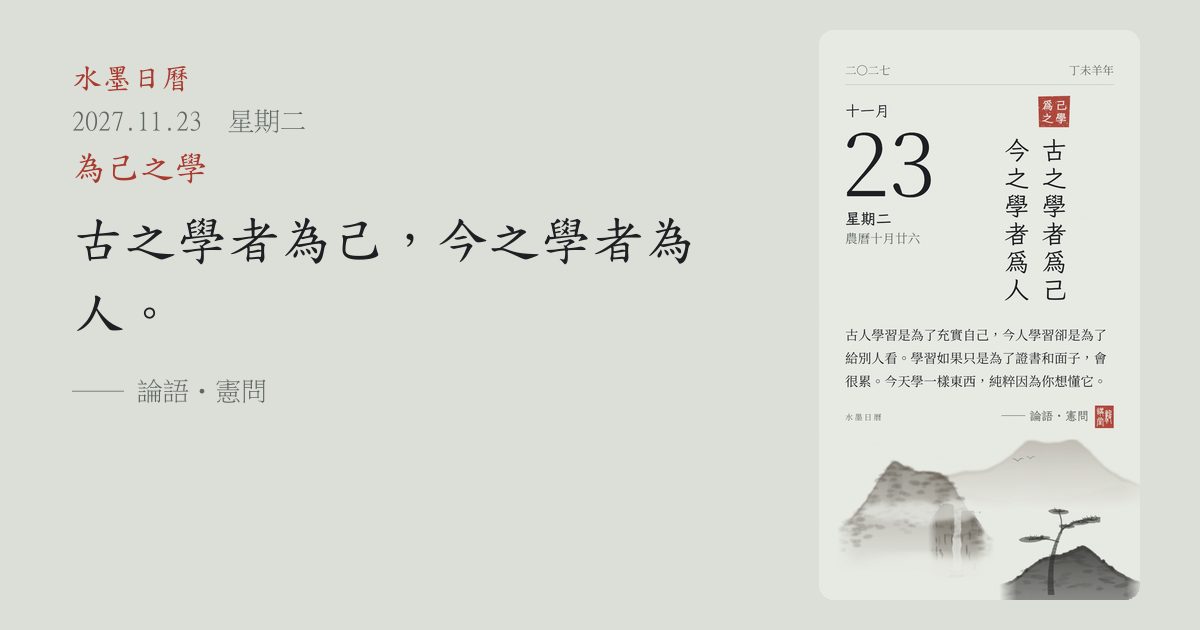 水墨日曆
2027.11.23 星期二
為己之學
古之學者為己，今之學者為
人。
—— 論語・憲問
二〇二七
丁未羊年
十一月
23
星期二
農曆十月廿六
己學
爲之
古之學者爲己
今之學者爲人
古人學習是為了充實自己，今人學習卻是為了
給別人看。學習如果只是為了證書和面子，會
很累。今天學一樣東西，純粹因為你想懂它。
水墨日曆
—— 論語・憲問